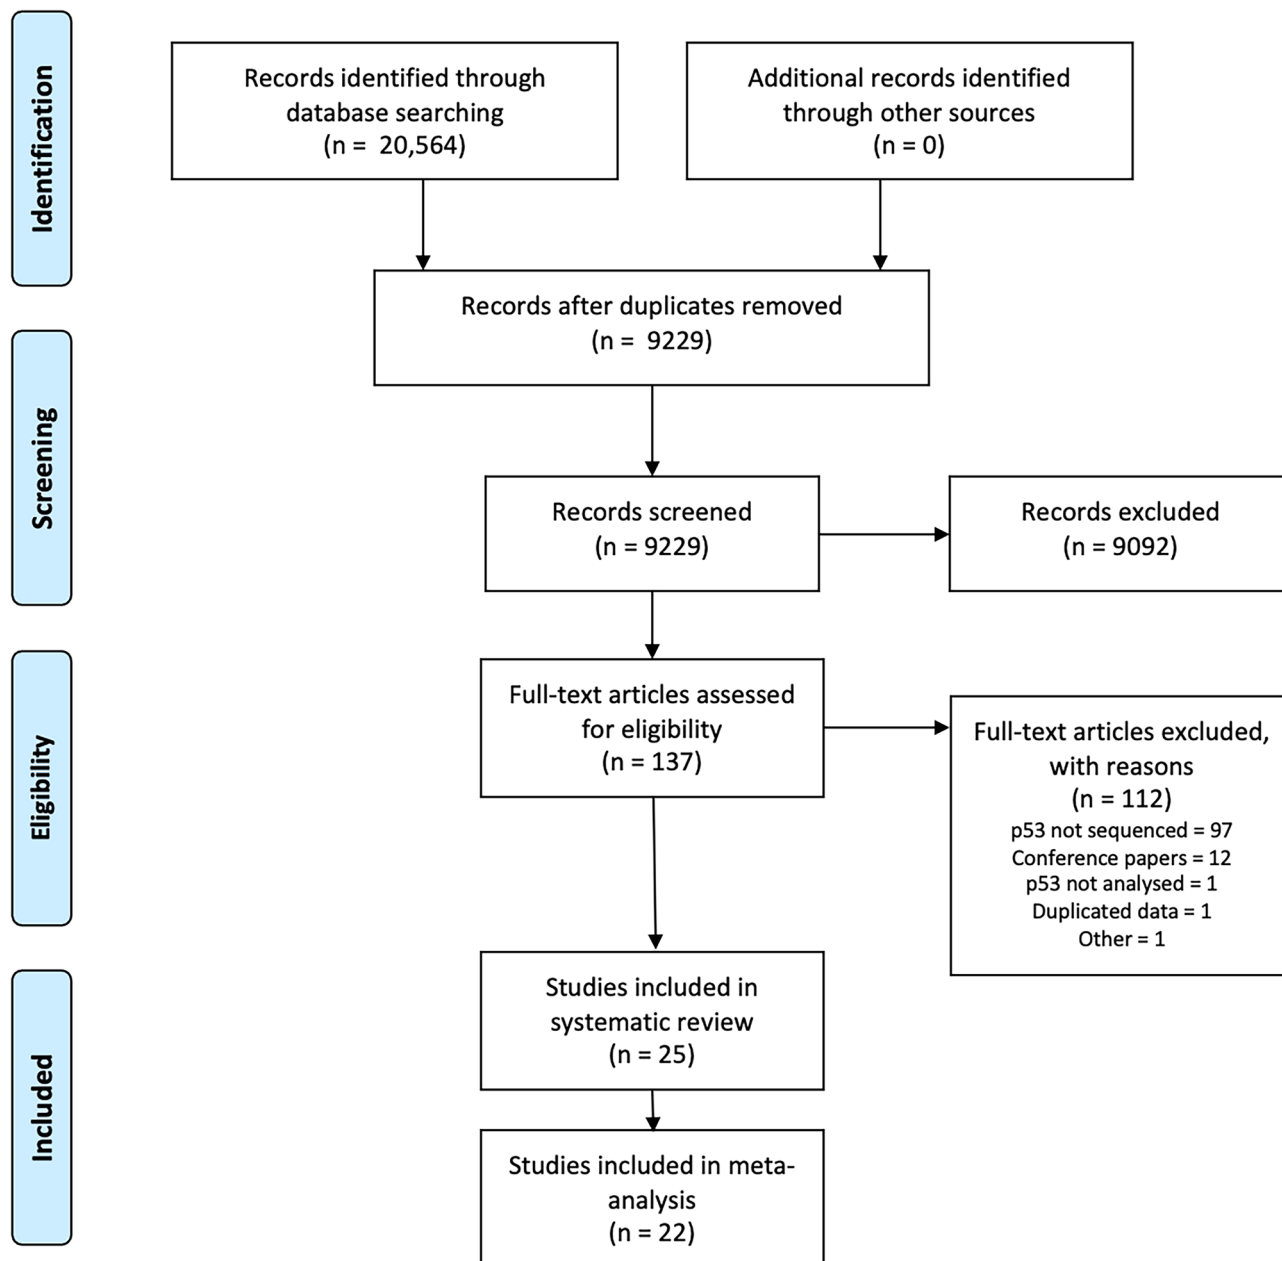 Identification
Records identified through
database searching
(n = 20,564)
Additional records identified
through other sources
(n = 0)
Records after duplicates removed
(n = 9229)
Screening
Records screened
(n = 9229)
Records excluded
(n = 9092)
Eligibility
Full-text articles assessed
for eligibility
(n = 137)
Full-text articles excluded,
with reasons
(n = 112)
p53 not sequenced = 97
Conference papers = 12
p53 not analysed = 1
Duplicated data = 1
Other = 1
Included
Studies included in
systematic review
(n = 25)
Studies included in meta-
analysis
(n = 22)